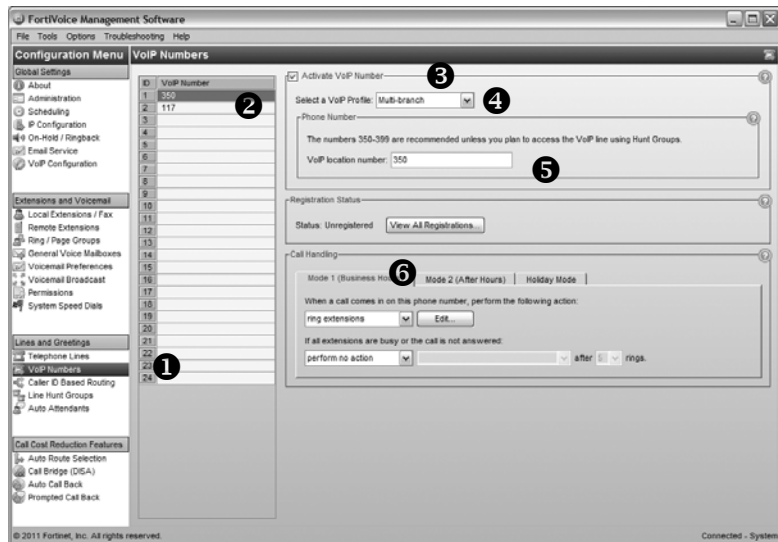 FortiVoice Management Software
File Tools Options Troubleshooting Help
Configuration Menu
VoIP Numbers
Global Settings
About
Administration
Scheduling
IP Configuration
On-Hold / Ringback
Email Service
VoIP Configuration
Extensions and Voicemail
Local Extensions / Fax
Remote Extensions
Ring / Page Groups
General Voice Mailboxes
Voicemail Preferences
Voicemail Broadcast
Permissions
System Speed Dials
Lines and Greetings
Telephone Lines
VoIP Numbers
Caller ID Based Routing
Line Hunt Groups
Auto Attendants
Call Cost Reduction Features
Auto Route Selection
Call Bridge (DISA)
Auto Call Back
Prompted Call Back
ID VoIP Number
1 350
2 117
3
4
5
6
7
8
9
10
11
12
13
14
15
16
17
18
19
20
21
22
23
24
❶
❷
Activate VoIP Number ❸
Select a VoIP Profile: Multi-branch ❹
Phone Number
The numbers 350-399 are recommended unless you plan to access the VoIP line using Hunt Groups.
VoIP location number: 350 ❺
Registration Status
Status: Unregistered View All Registrations...
Call Handling
Mode 1 (Business Ho ❻ Mode 2 (After Hours) Holiday Mode
When a call comes in on this phone number, perform the following action:
ring extensions Edit...
If all extensions are busy or the call is not answered:
perform no action after 5 rings.
© 2011 Fortinet, Inc. All rights reserved.
Connected - System